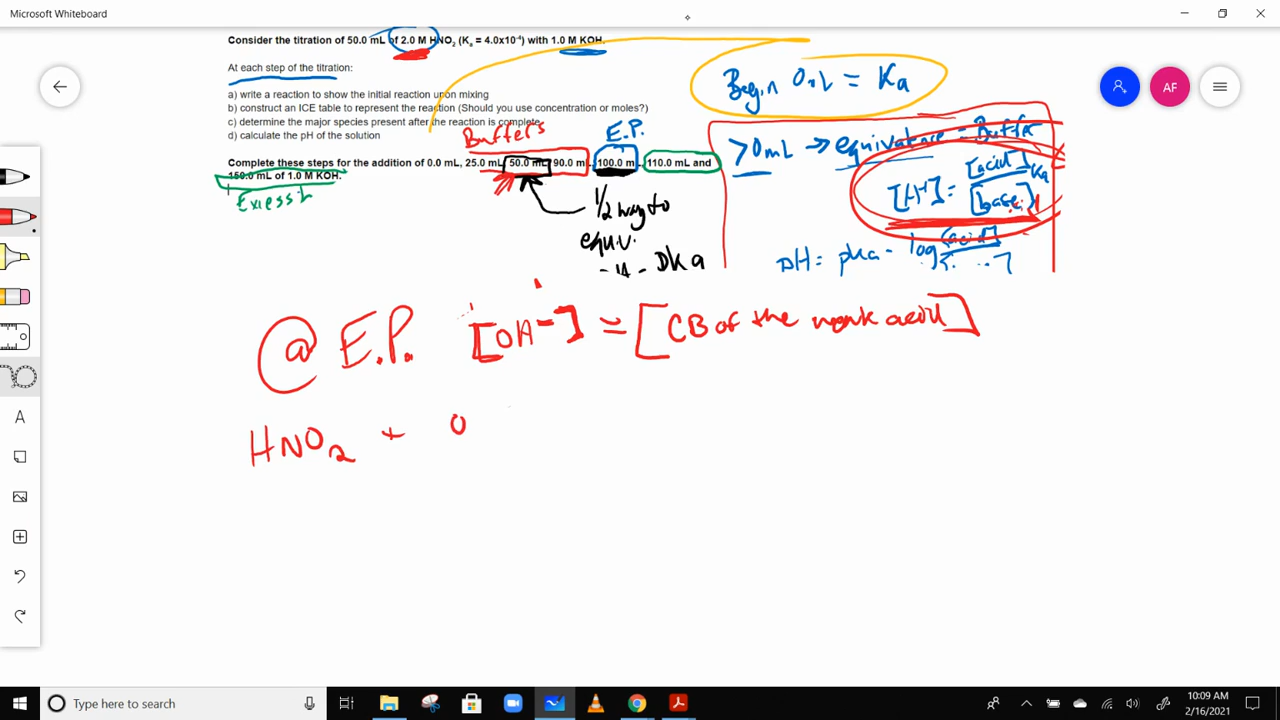 Microsoft Whiteboard
Consider the titration of 50.0 mL of 2.0 M HNO₂ (Kₐ = 4.0x10⁻⁴) with 1.0 M KOH.
At each step of the titration:
a) write a reaction to show the initial reaction upon mixing
b) construct an ICE table to represent the reaction (Should you use concentration or moles?)
c) determine the major species present after the reaction is complete
d) calculate the pH of the solution
Buffers
E.P.
Complete these steps for the addition of 0.0 mL, 25.0 mL 50.0 mL 90.0 mL 100.0 m 110.0 mL and
150.0 mL of 1.0 M KOH.
Excess
1/2 way to
equiv.
Begin 0mL = Ka
>0mL → equivalence = Buffer
[H⁺] = [acid] Ka
[base]
pH = pka - log [acid]
@ E.P. [OH⁻] = [CB of the weak acid]
HNO₂ + O
AF
A
Type here to search
10:09 AM
2/16/2021